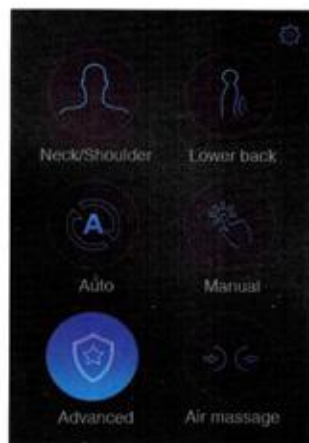 Neck/Shoulder
Lower back
A
Auto
Manual
Advanced
Air massage